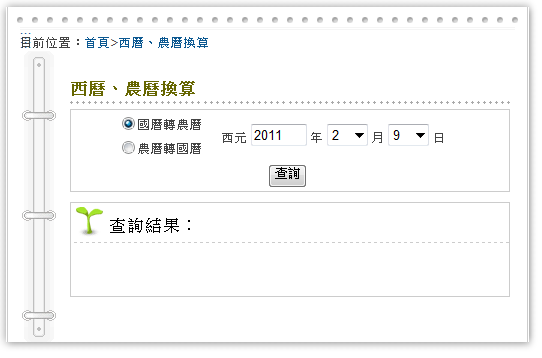 ...
目前位置：首頁>西曆、農曆換算
西曆、農曆換算
國曆轉農曆
農曆轉國曆
西元 2011 年 2 月 9 日
查詢
查詢結果：